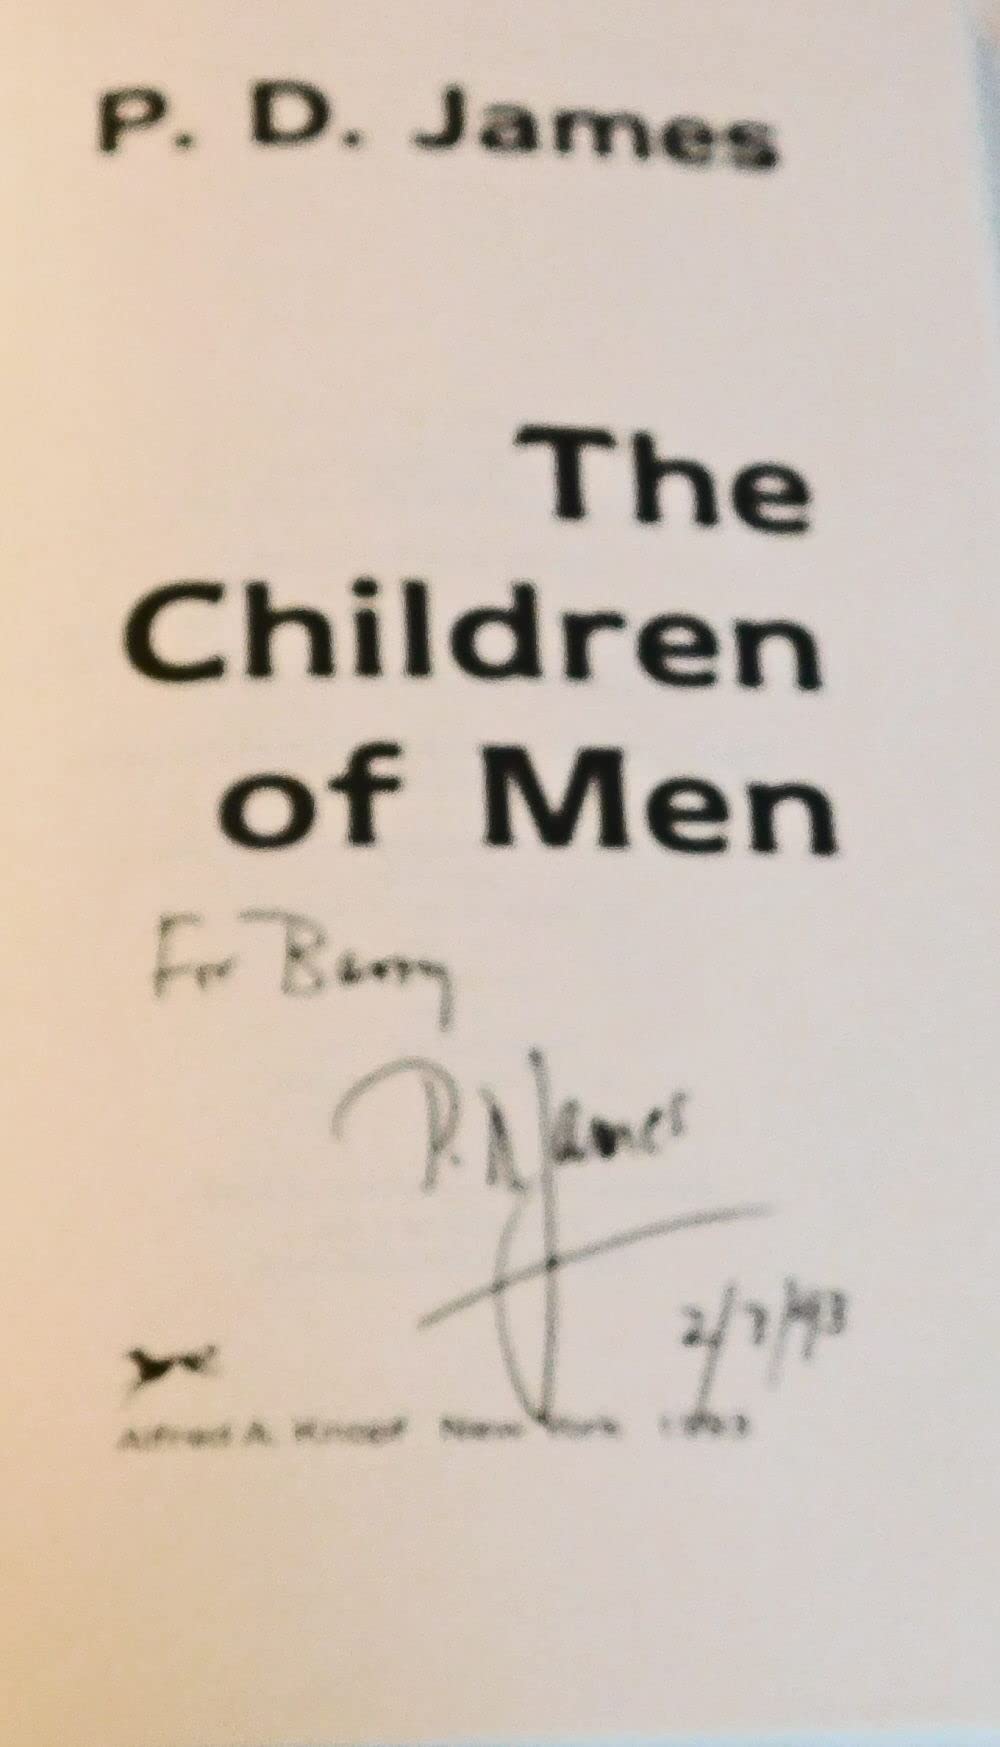 P. D. James
The
Children
of Men
For Barry
P. D. James
2/7/93
Alfred A. Knopf New York 1993